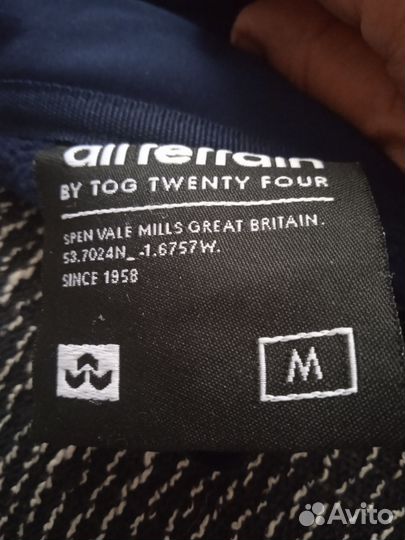 all Terrain
BY TOG TWENTY FOUR
SPEN VALE MILLS GREAT BRITAIN.
53.7024N_ -1.6757W.
SINCE 1958
M
Avito